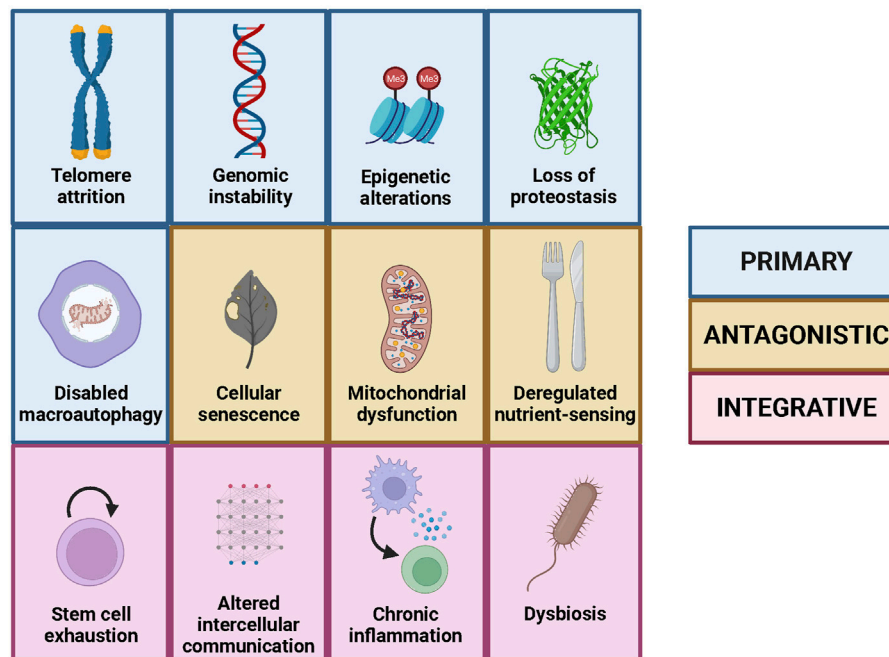 Telomere
attrition
Genomic
instability
Me3 Me3
Epigenetic
alterations
Loss of
proteostasis
Disabled
macroautophagy
Cellular
senescence
Mitochondrial
dysfunction
Deregulated
nutrient-sensing
Stem cell
exhaustion
Altered
intercellular
communication
Chronic
inflammation
Dysbiosis
PRIMARY
ANTAGONISTIC
INTEGRATIVE